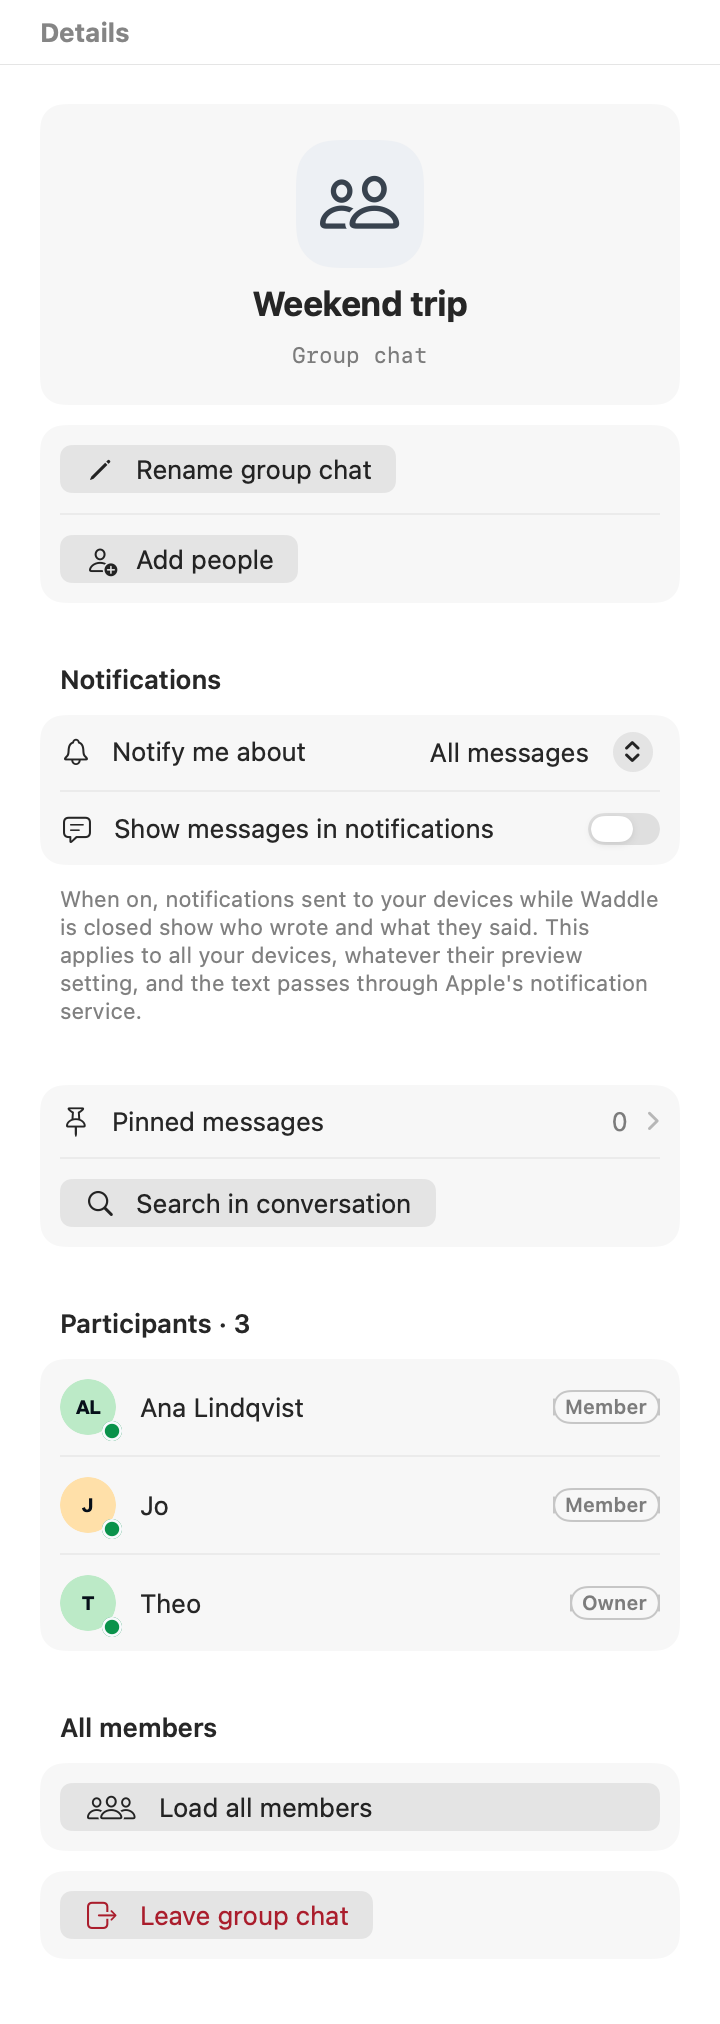 Details
Weekend trip
Group chat
Rename group chat
Add people
Notifications
Notify me about All messages
Show messages in notifications
When on, notifications sent to your devices while Waddle
is closed show who wrote and what they said. This
applies to all your devices, whatever their preview
setting, and the text passes through Apple's notification
service.
Pinned messages 0
Search in conversation
Participants · 3
AL Ana Lindqvist Member
J Jo Member
T Theo Owner
All members
Load all members
Leave group chat